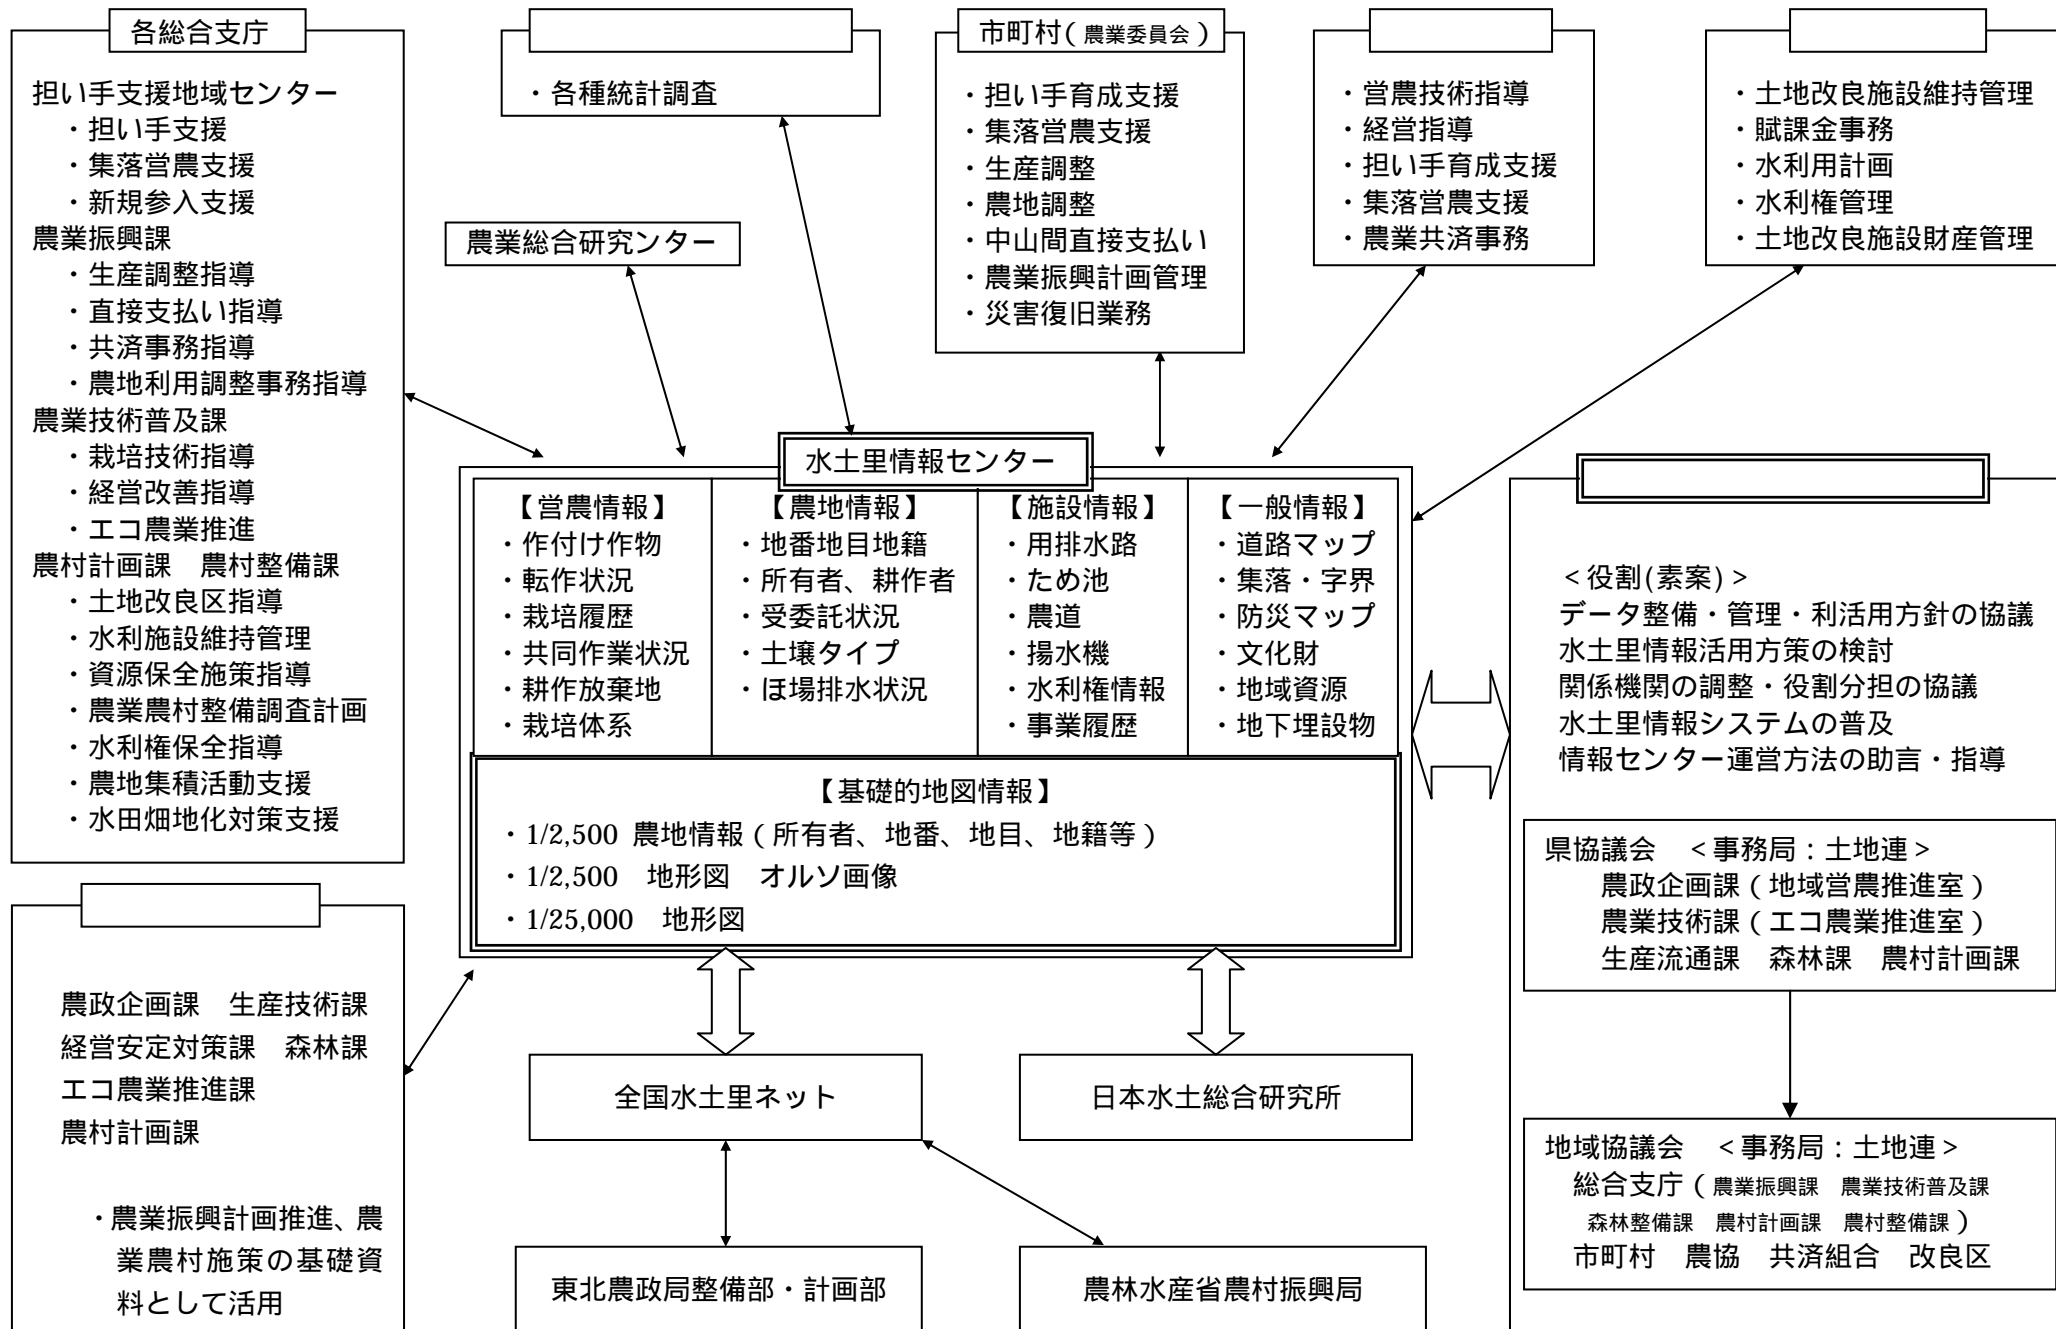 各総合支庁
担い手支援地域センター
・担い手支援
・集落営農支援
・新規参入支援
農業振興課
・生産調整指導
・直接支払い指導
・共済事務指導
・農地利用調整事務指導
農業技術普及課
・栽培技術指導
・経営改善指導
・エコ農業推進
農村計画課　農村整備課
・土地改良区指導
・水利施設維持管理
・資源保全施策指導
・農業農村整備調査計画
・水利権保全指導
・農地集積活動支援
・水田畑地化対策支援
・各種統計調査
農業総合研究ンター
市町村(農業委員会)
・担い手育成支援
・集落営農支援
・生産調整
・農地調整
・中山間直接支払い
・農業振興計画管理
・災害復旧業務
・営農技術指導
・経営指導
・担い手育成支援
・集落営農支援
・農業共済事務
・土地改良施設維持管理
・賦課金事務
・水利用計画
・水利権管理
・土地改良施設財産管理
水土里情報センター
【営農情報】
・作付け作物
・転作状況
・栽培履歴
・共同作業状況
・耕作放棄地
・栽培体系
【農地情報】
・地番地目地籍
・所有者、耕作者
・受委託状況
・土壌タイプ
・ほ場排水状況
【施設情報】
・用排水路
・ため池
・農道
・揚水機
・水利権情報
・事業履歴
【一般情報】
・道路マップ
・集落・字界
・防災マップ
・文化財
・地域資源
・地下埋設物
【基礎的地図情報】
・1/2,500 農地情報（所有者、地番、地目、地籍等）
・1/2,500　地形図　オルソ画像
・1/25,000　地形図
＜役割(素案)＞
データ整備・管理・利活用方針の協議
水土里情報活用方策の検討
関係機関の調整・役割分担の協議
水土里情報システムの普及
情報センター運営方法の助言・指導
県協議会　＜事務局：土地連＞
農政企画課（地域営農推進室）
農業技術課（エコ農業推進室）
生産流通課　森林課　農村計画課
地域協議会　＜事務局：土地連＞
総合支庁（農業振興課　農業技術普及課
森林整備課　農村計画課　農村整備課）
市町村　農協　共済組合　改良区
農政企画課　生産技術課
経営安定対策課　森林課
エコ農業推進課
農村計画課
・農業振興計画推進、農
業農村施策の基礎資
料として活用
全国水土里ネット
日本水土総合研究所
東北農政局整備部・計画部
農林水産省農村振興局